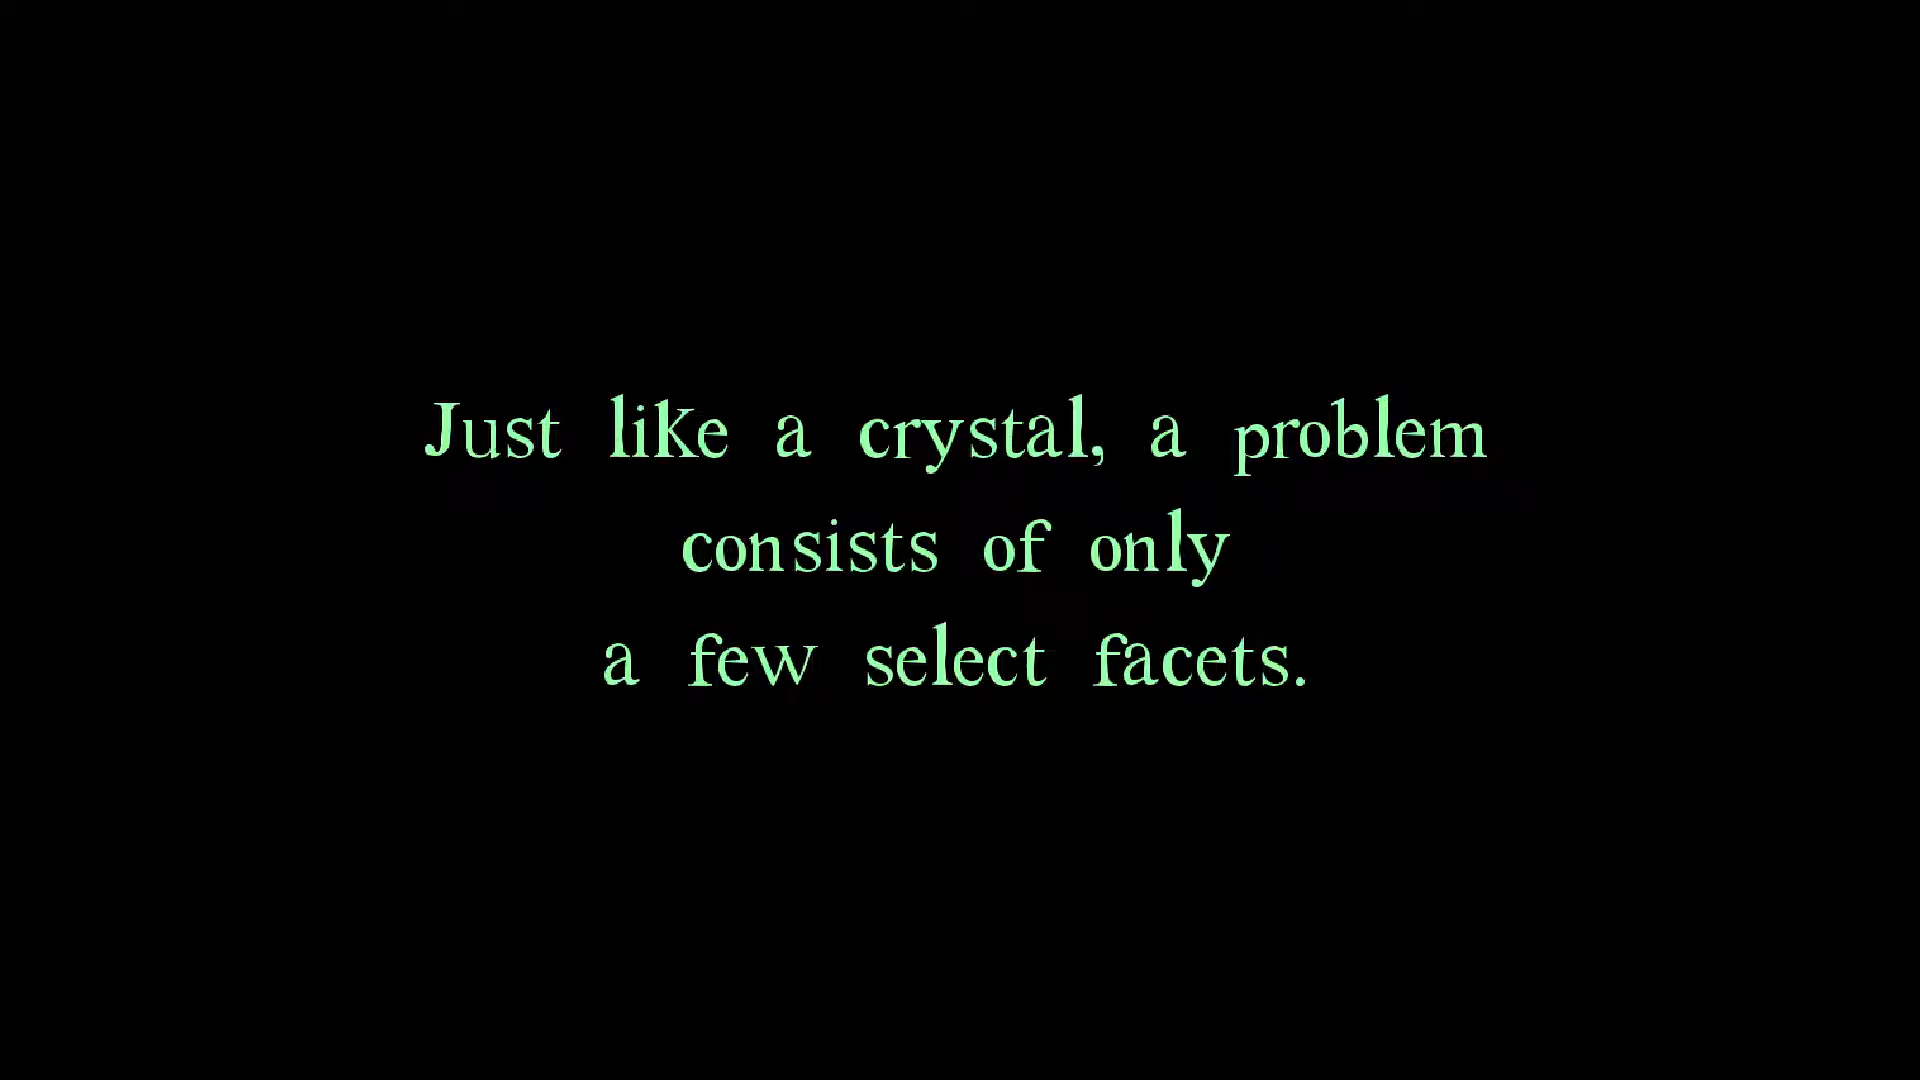 Just like a crystal, a problem
consists of only
a few select facets.